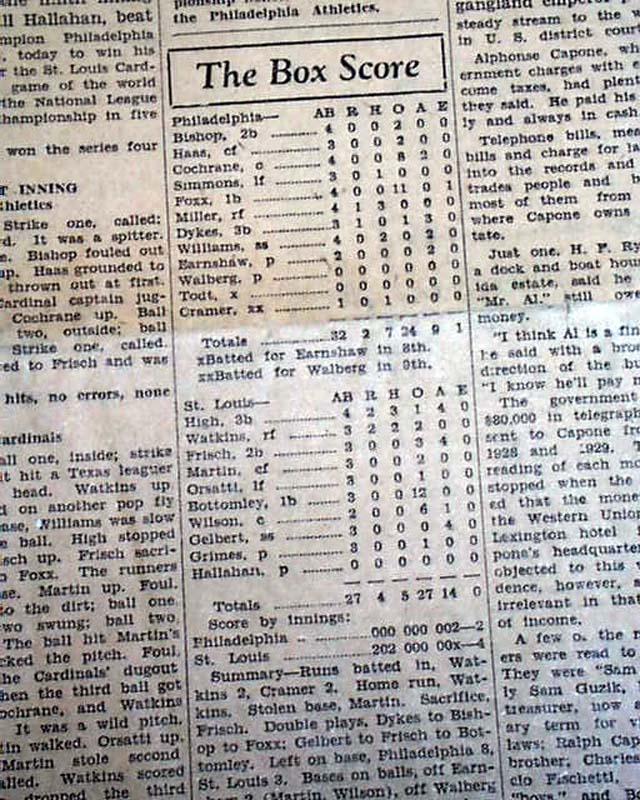 ll Hallahan, beat
mpion Philadelphia
, today to win his
r the St. Louis Card-
game of the world
the National League
championship in five
won the series four
T INNING
thletics
Strike one, called;
d. It was a spitter.
e. Bishop fouled out
up. Haas grounded to
thrown out at first.
Cardinal captain jug-
Cochrane up. Ball
two, outside; ball
Strike one, called.
ed to Frisch and was
hits, no errors, none
ardinals
all one, inside; strike
it hit a Texas leaguer
head. Watkins up
d on another pop fly
ase, Williams was slow
e ball. High stopped
sch up. Frisch sacri-
o Foxx. The runners
se. Martin up. Foul.
to the dirt; ball one.
wo swung; ball two.
The ball hit Martin's
cked the pitch. Foul.
he Cardinals' dugout
hen the third ball got
ochrane, and Watkins
It was a wild pitch.
tin walked. Orsatti up.
Martin stole second
alled. Watkins scored
dropped the third
the Philadelphia Athletics.
The Box Score
Philadelphia— AB R H O A E
Bishop, 2b 4 0 0 2 0 0
Haas, cf 3 0 0 2 0 0
Cochrane, c 4 0 0 8 2 0
Simmons, lf 3 0 1 0 0 0
Foxx, 1b 4 0 0 11 0 1
Miller, rf 4 1 3 0 0 0
Dykes, 3b 3 1 0 1 3 0
Williams, ss 4 0 2 0 2 0
Earnshaw, p 2 0 0 0 2 0
Walberg, p 0 0 0 0 0 0
Todt, x 0 0 0 0 0 0
Cramer, xx 1 0 1 0 0 0
Totals 32 2 7 24 9 1
xBatted for Earnshaw in 8th.
xxBatted for Walberg in 9th.
St. Louis— AB R H O A E
High, 3b 4 2 3 1 4 0
Watkins, rf 3 2 2 2 0 0
Frisch, 2b 3 0 0 3 4 0
Martin, cf 3 0 0 2 0 0
Orsatti, lf 3 0 0 1 0 0
Bottomley, 1b 3 0 0 12 0 0
Wilson, c 2 0 0 6 1 0
Gelbert, ss 3 0 0 0 4 0
Grimes, p 3 0 0 0 1 0
Hallahan, p 0 0 0 0 0 0
Totals 27 4 5 27 14 0
Score by innings:
Philadelphia 000 000 002—2
St. Louis 202 000 00x—4
Summary—Runs batted in, Wat-
kins 2, Cramer 2. Home run, Wat-
kins. Stolen base, Martin. Sacrifice,
Frisch. Double plays, Dykes to Bish-
op to Foxx; Gelbert to Frisch to Bot-
tomley. Left on base, Philadelphia 8,
St. Louis 3. Bases on balls, off Earn-
2 (Martin, Wilson), off Walberg
gangland emperor
steady stream to the
in U. S. district cour
Alphonse Capone, wh
ernment charges with e
come taxes, had plent
they said. He paid his
ly and always in cash.
Telephone bills, mea
bills and charge for la
into the records and
trades people and b
most of them from
where Capone owns
tate.
Just one, H. F. Ry
a dock and boat hous
ida estate, said he
"Mr. Al." still owe
money.
"I think Al is a fin
he said with a broa
direction of the bu
"I know he'll pay
The government
$80,000 in telegrap
sent to Capone fro
1928 and 1929. T
reading of each m
stopped when the
ed that the mone
the Western Union
Lexington hotel
pone's headquarte
objected to this
dence, however,
irrelevant in that
of income.
A few of the
ers were read to
They were "Sam
ly Sam Guzik,
treasurer, now a
ary term for
laws; Ralph Cap
brother; Charles
clo Fischetti,
"boys" and B